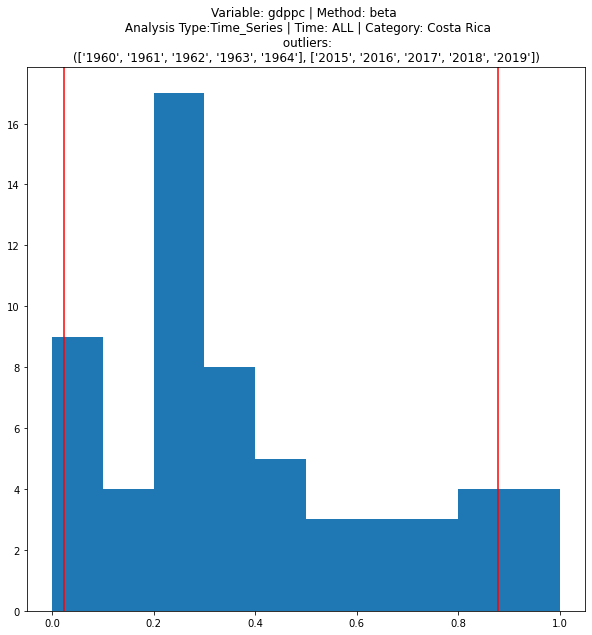 Variable: gdppc | Method: beta
Analysis Type:Time_Series | Time: ALL | Category: Costa Rica
outliers:
(['1960', '1961', '1962', '1963', '1964'], ['2015', '2016', '2017', '2018', '2019'])
16
14
12
10
8
6
4
2
0
0.0 0.2 0.4 0.6 0.8 1.0